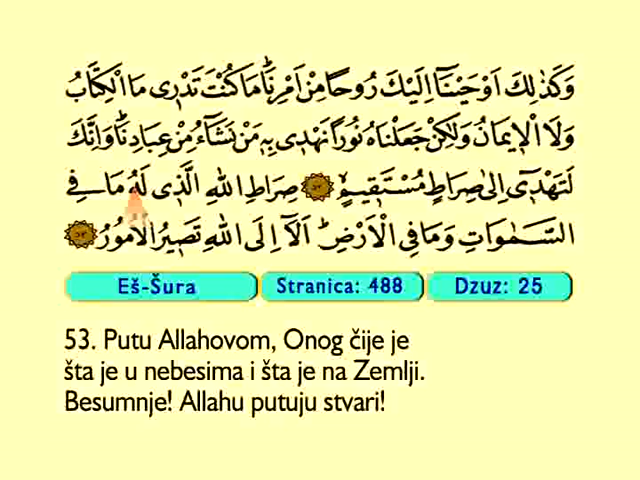 وَكَذٰلِكَ اَوْحَيْنَٓا اِلَيْكَ رُوحًا مِنْ اَمْرِنَاۜ مَا كُنْتَ تَدْر۪ي مَا الْكِتَابُ
وَلَا الْا۪يمَانُ وَلٰكِنْ جَعَلْنَاهُ نُورًا نَهْد۪ي بِه۪ مَنْ نَشَٓاءُ مِنْ عِبَادِنَاۜ وَاِنَّكَ
لَتَهْد۪ٓي اِلٰى صِرَاطٍ مُسْتَق۪يمٍۙ ٥٢ صِرَاطِ اللّٰهِ الَّذ۪ي لَهُ مَا فِي
السَّمٰوَاتِ وَمَا فِي الْاَرْضِۜ اَلَٓا اِلَى اللّٰهِ تَص۪يرُ الْاُمُورُ ٥٣
Eš-Šura Stranica: 488 Dzuz: 25
53. Putu Allahovom, Onog čije je
šta je u nebesima i šta je na Zemlji.
Besumnje! Allahu putuju stvari!